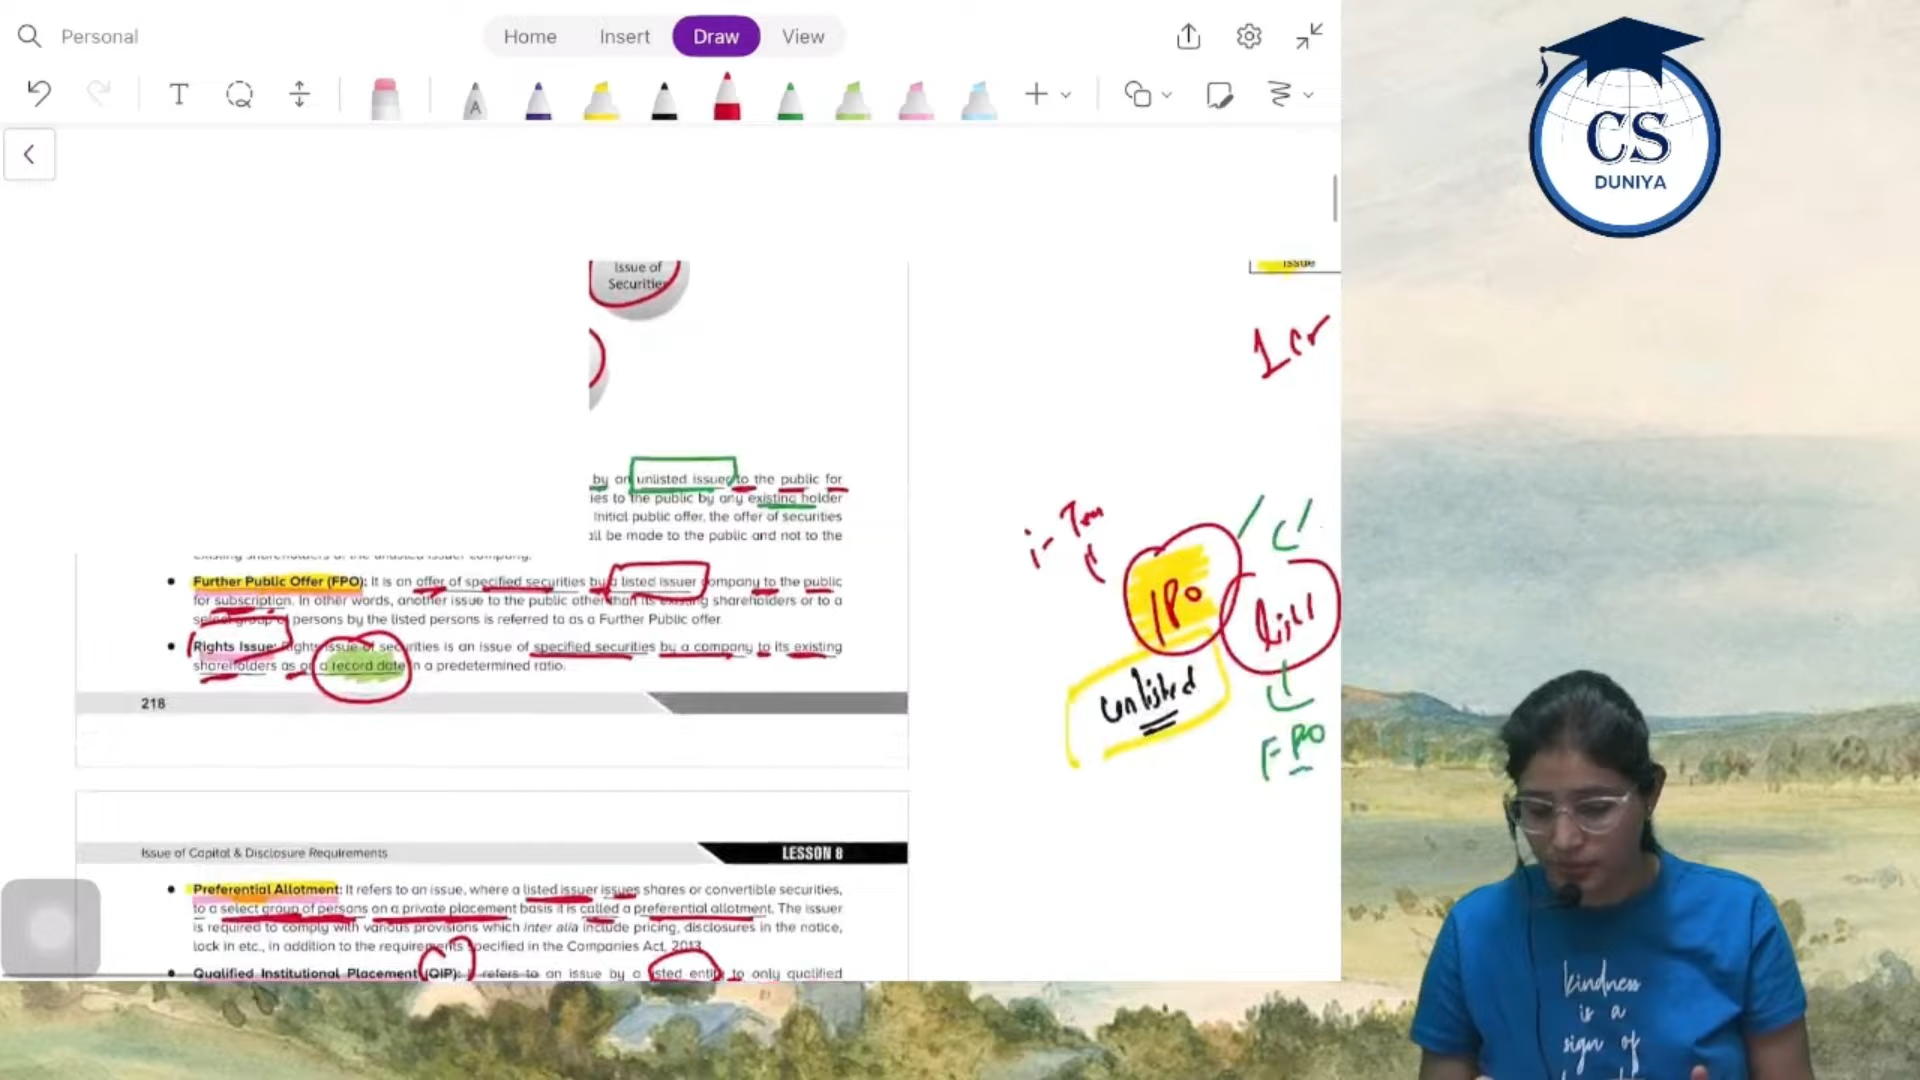 Personal
Home Insert Draw View
T
A
CS
DUNIYA
Issue of
Securities
issue
1 cr
by an unlisted issuer to the public for
ies to the public by any existing holder
initial public offer, the offer of securities
all be made to the public and not to the
existing shareholders of the unlisted issuer company.
• Further Public Offer (FPO): It is an offer of specified securities by a listed issuer company to the public
for subscription. In other words, another issue to the public other than its existing shareholders or to a
select group of persons by the listed persons is referred to as a Further Public offer.
• Rights Issue: Rights issue of securities is an issue of specified securities by a company to its existing
shareholders as on a record date in a predetermined ratio.
218
IPO
list
unlisted
FPO
Issue of Capital & Disclosure Requirements LESSON 8
• Preferential Allotment: It refers to an issue, where a listed issuer issues shares or convertible securities,
to a select group of persons on a private placement basis it is called a preferential allotment. The issuer
is required to comply with various provisions which inter alia include pricing, disclosures in the notice,
lock in etc., in addition to the requirements specified in the Companies Act, 2013.
• Qualified Institutional Placement (QIP): It refers to an issue by a listed entity to only qualified
kindness
is a
sign of